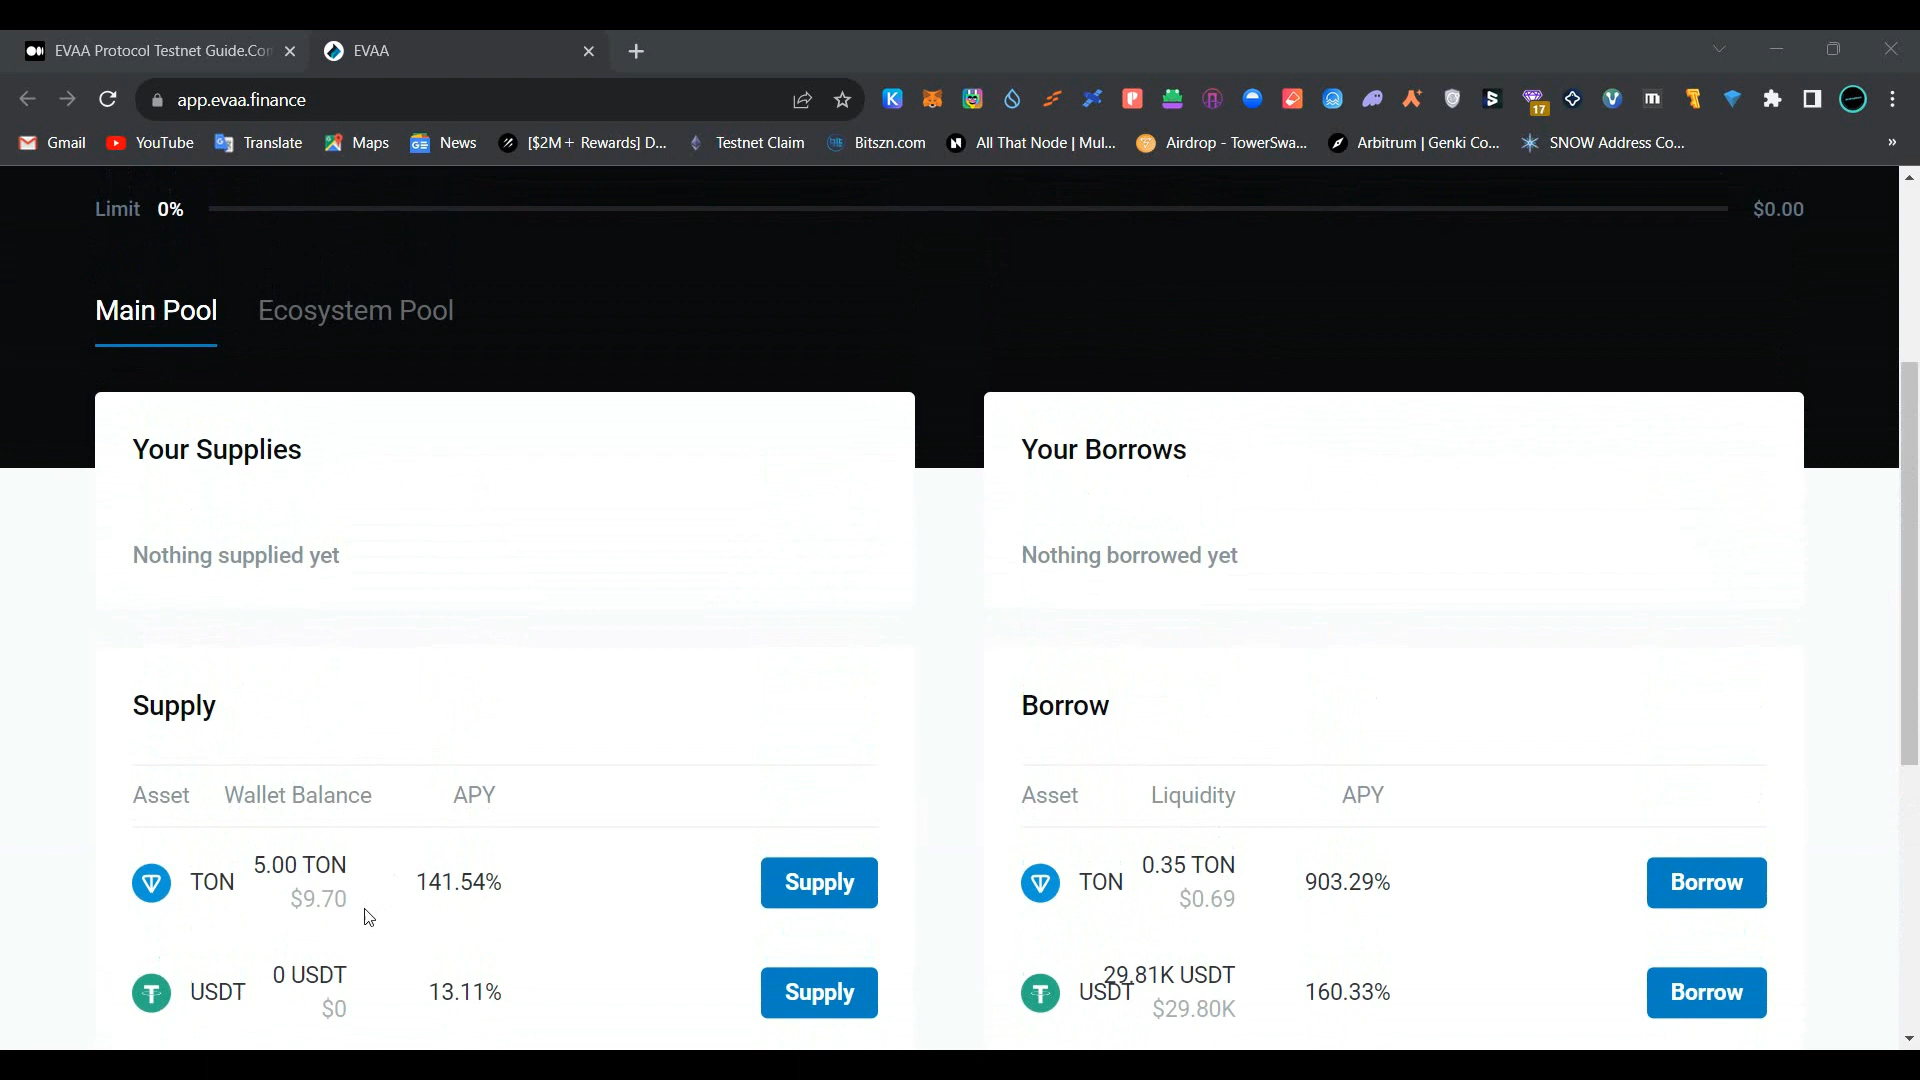 EVAA Protocol Testnet Guide.Con
EVAA
app.evaa.finance
17
Gmail
YouTube
Translate
Maps
News
[$2M+ Rewards] D...
Testnet Claim
Bitszn.com
All That Node | Mul...
Airdrop - TowerSwa...
Arbitrum | Genki Co...
SNOW Address Co...
»
Limit 0% $0.00
Main Pool Ecosystem Pool
Your Supplies
Nothing supplied yet
Your Borrows
Nothing borrowed yet
Supply
Asset Wallet Balance APY
TON 5.00 TON 141.54% Supply
$9.70
USDT 0 USDT 13.11% Supply
$0
Borrow
Asset Liquidity APY
TON 0.35 TON 903.29% Borrow
$0.69
USDT 29.81K USDT 160.33% Borrow
$29.80K